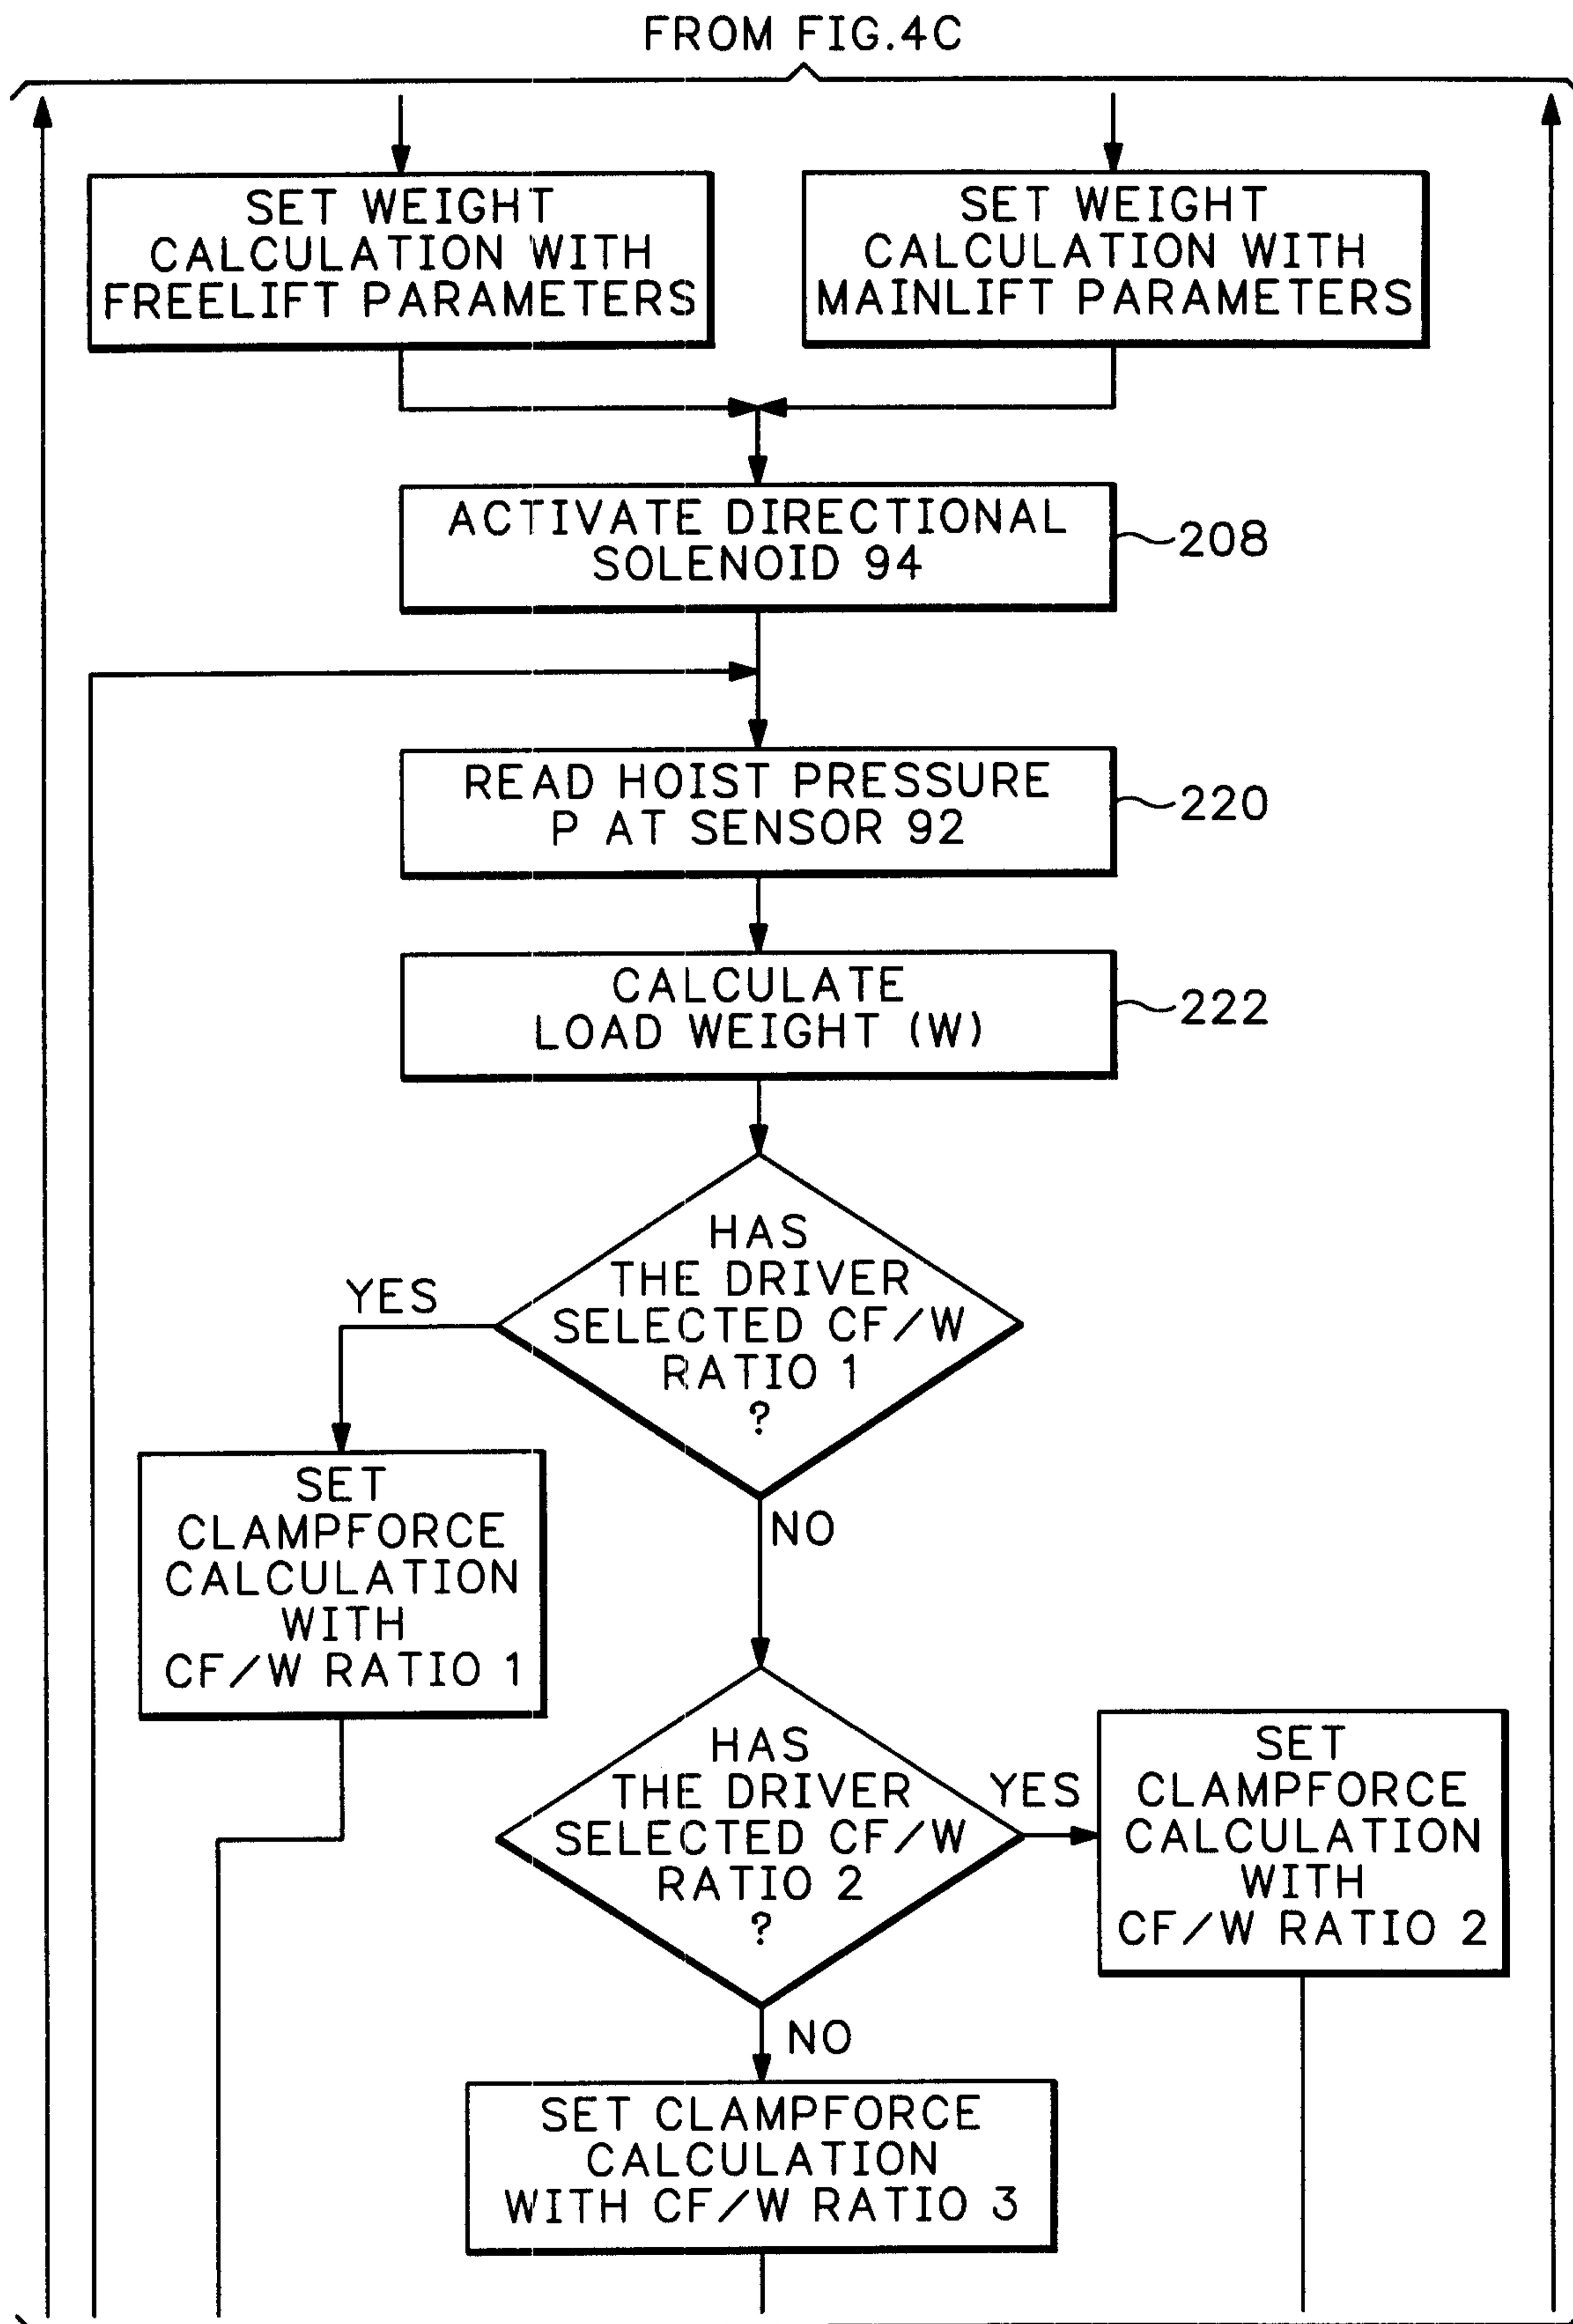 FROM FIG.4C
SET WEIGHT
CALCULATION WITH
FREELIFT PARAMETERS
SET WEIGHT
CALCULATION WITH
MAINLIFT PARAMETERS
ACTIVATE DIRECTIONAL
SOLENOID 94
208
READ HOIST PRESSURE
P AT SENSOR 92
220
CALCULATE
LOAD WEIGHT (W)
222
HAS
THE DRIVER
SELECTED CF/W
RATIO 1
?
YES
SET
CLAMPFORCE
CALCULATION
WITH
CF/W RATIO 1
NO
HAS
THE DRIVER
SELECTED CF/W
RATIO 2
?
YES
SET
CLAMPFORCE
CALCULATION
WITH
CF/W RATIO 2
NO
SET CLAMPFORCE
CALCULATION
WITH CF/W RATIO 3